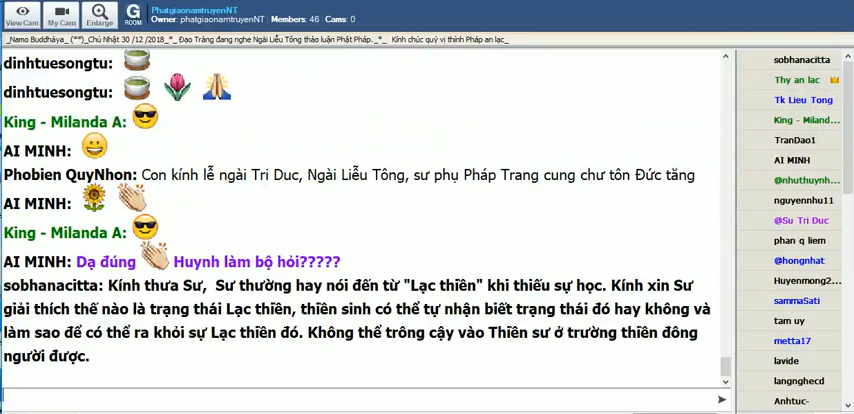 PhatgiaonamtruyenNT
Owner: phatgiaonamtruyenNT | Members: 46 | Cams: 0
View Cam
My Cam
Enlarge
G
ROOM
_Namo Buddhàya_ (**)_Chủ Nhật 30 /12 /2018_*_ Đạo Tràng đang nghe Ngài Liễu Tông thảo luận Phật Pháp._*_ Kính chúc quý vị thính Pháp an lạc_
dinhtuesongtu:
dinhtuesongtu:
King - Milanda A:
AI MINH:
Phobien QuyNhon: Con kính lễ ngài Tri Duc, Ngài Liễu Tông, sư phụ Pháp Trang cung chư tôn Đức tăng
AI MINH:
King - Milanda A:
AI MINH: Dạ đúng Huynh làm bộ hỏi?????
sobhanacitta: Kính thưa Sư, Sư thường hay nói đến từ "Lạc thiền" khi thiếu sự học. Kính xin Sư
giải thích thế nào là trạng thái Lạc thiền, thiền sinh có thể tự nhận biết trạng thái đó hay không và
làm sao để có thể ra khỏi sự Lạc thiền đó. Không thể trông cậy vào Thiền sư ở trường thiền đông
người được.
sobhanacitta
Thy an lac
Tk Lieu Tong
King - Miland...
TranDao1
AI MINH
@nhuthuynh...
nguyennhu11
@Su Tri Duc
phan q liem
@hongnhat
Huyenmong2...
sammaSati
tam uy
metta17
lavide
langnghecd
Anhtuc-